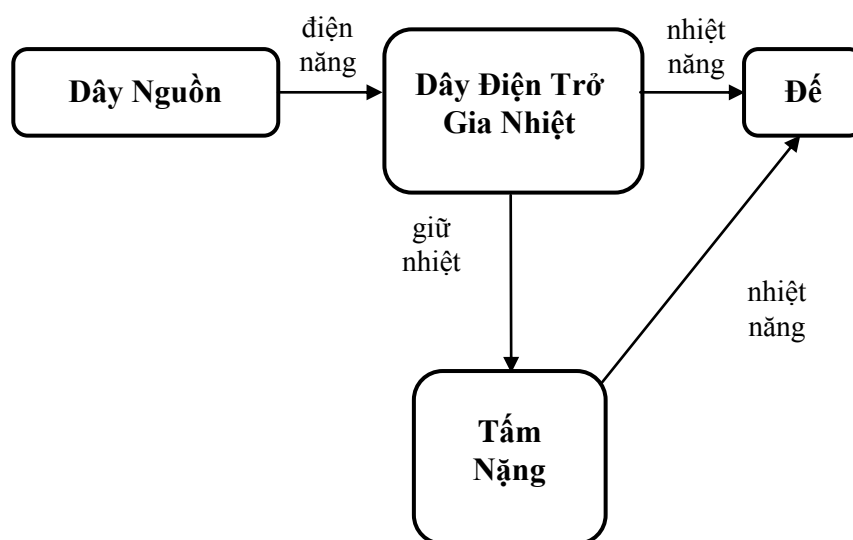 điện
năng
nhiệt
năng
Dây Nguồn
Dây Điện Trở
Gia Nhiệt
Đế
giữ
nhiệt
nhiệt
năng
Tấm
Nặng